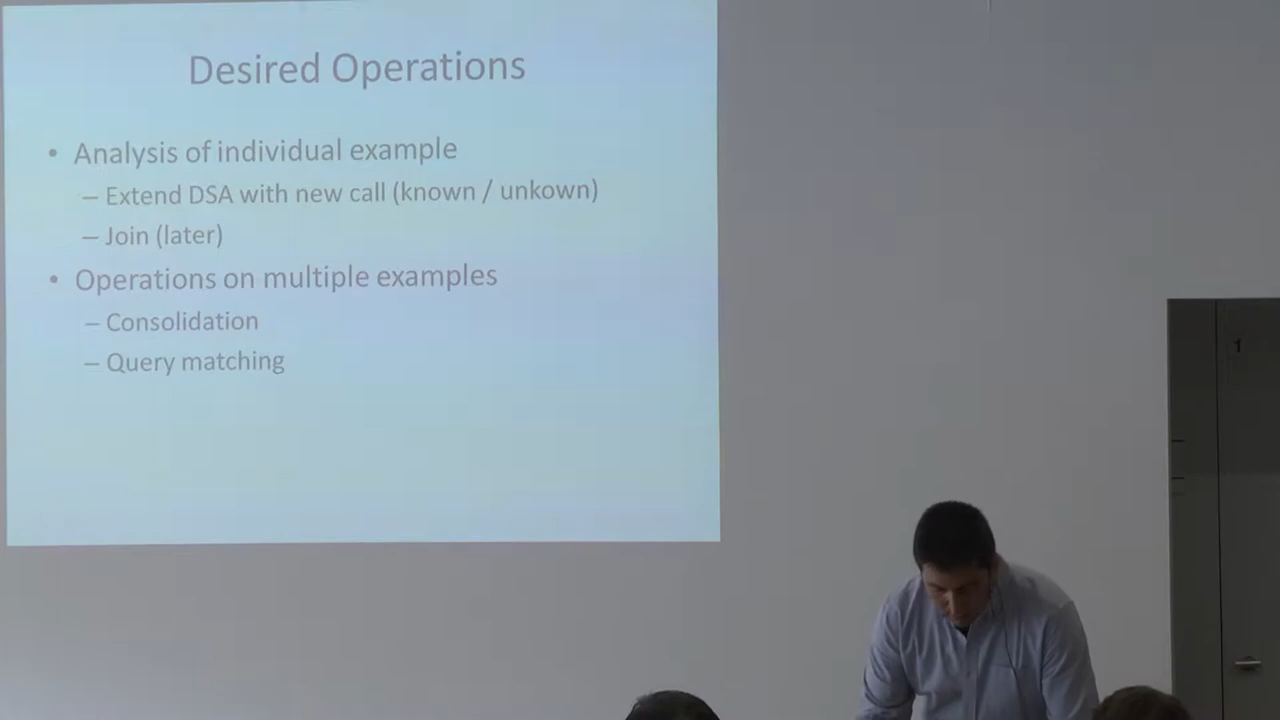 Desired Operations
• Analysis of individual example
– Extend DSA with new call (known / unkown)
– Join (later)
• Operations on multiple examples
– Consolidation
– Query matching
1